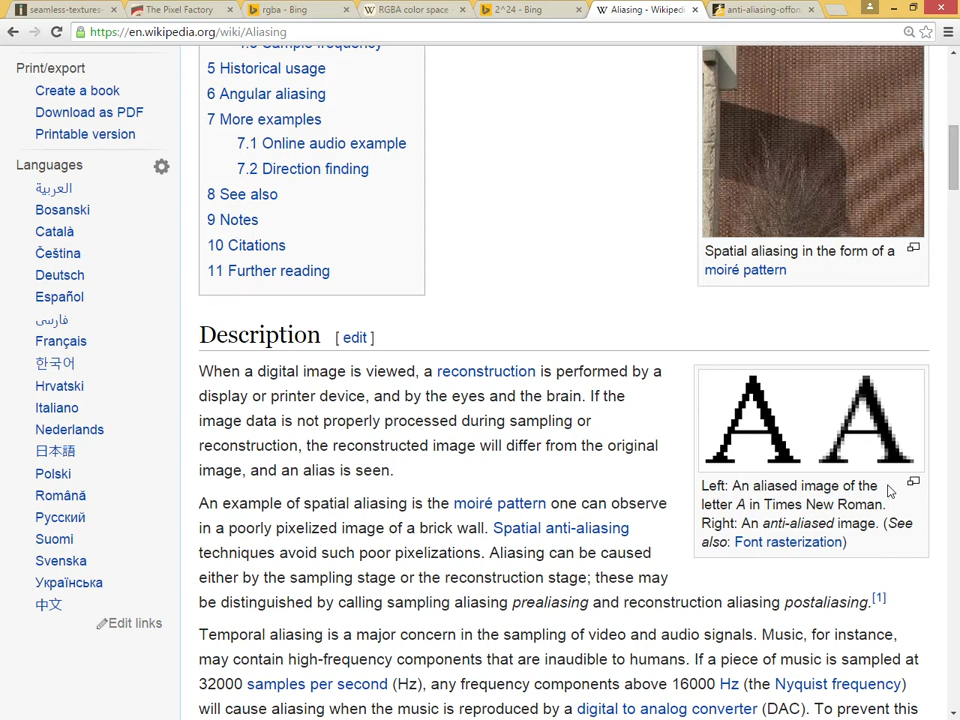 seamless-textures-
The Pixel Factory
rgba - Bing
RGBA color space
2^24 - Bing
Aliasing - Wikiped
anti-aliasing-offon
https://en.wikipedia.org/wiki/Aliasing
Print/export
Create a book
Download as PDF
Printable version
Languages
العربية
Bosanski
Català
Čeština
Deutsch
Español
فارسی
Français
한국어
Hrvatski
Italiano
Nederlands
日本語
Polski
Română
Русский
Suomi
Svenska
Українська
中文
Edit links
5 Historical usage
6 Angular aliasing
7 More examples
7.1 Online audio example
7.2 Direction finding
8 See also
9 Notes
10 Citations
11 Further reading
Spatial aliasing in the form of a
moiré pattern
Description [ edit ]
When a digital image is viewed, a reconstruction is performed by a
display or printer device, and by the eyes and the brain. If the
image data is not properly processed during sampling or
reconstruction, the reconstructed image will differ from the original
image, and an alias is seen.
A A
Left: An aliased image of the
letter A in Times New Roman.
Right: An anti-aliased image. (See
also: Font rasterization)
An example of spatial aliasing is the moiré pattern one can observe
in a poorly pixelized image of a brick wall. Spatial anti-aliasing
techniques avoid such poor pixelizations. Aliasing can be caused
either by the sampling stage or the reconstruction stage; these may
be distinguished by calling sampling aliasing prealiasing and reconstruction aliasing postaliasing.[1]
Temporal aliasing is a major concern in the sampling of video and audio signals. Music, for instance,
may contain high-frequency components that are inaudible to humans. If a piece of music is sampled at
32000 samples per second (Hz), any frequency components above 16000 Hz (the Nyquist frequency)
will cause aliasing when the music is reproduced by a digital to analog converter (DAC). To prevent this